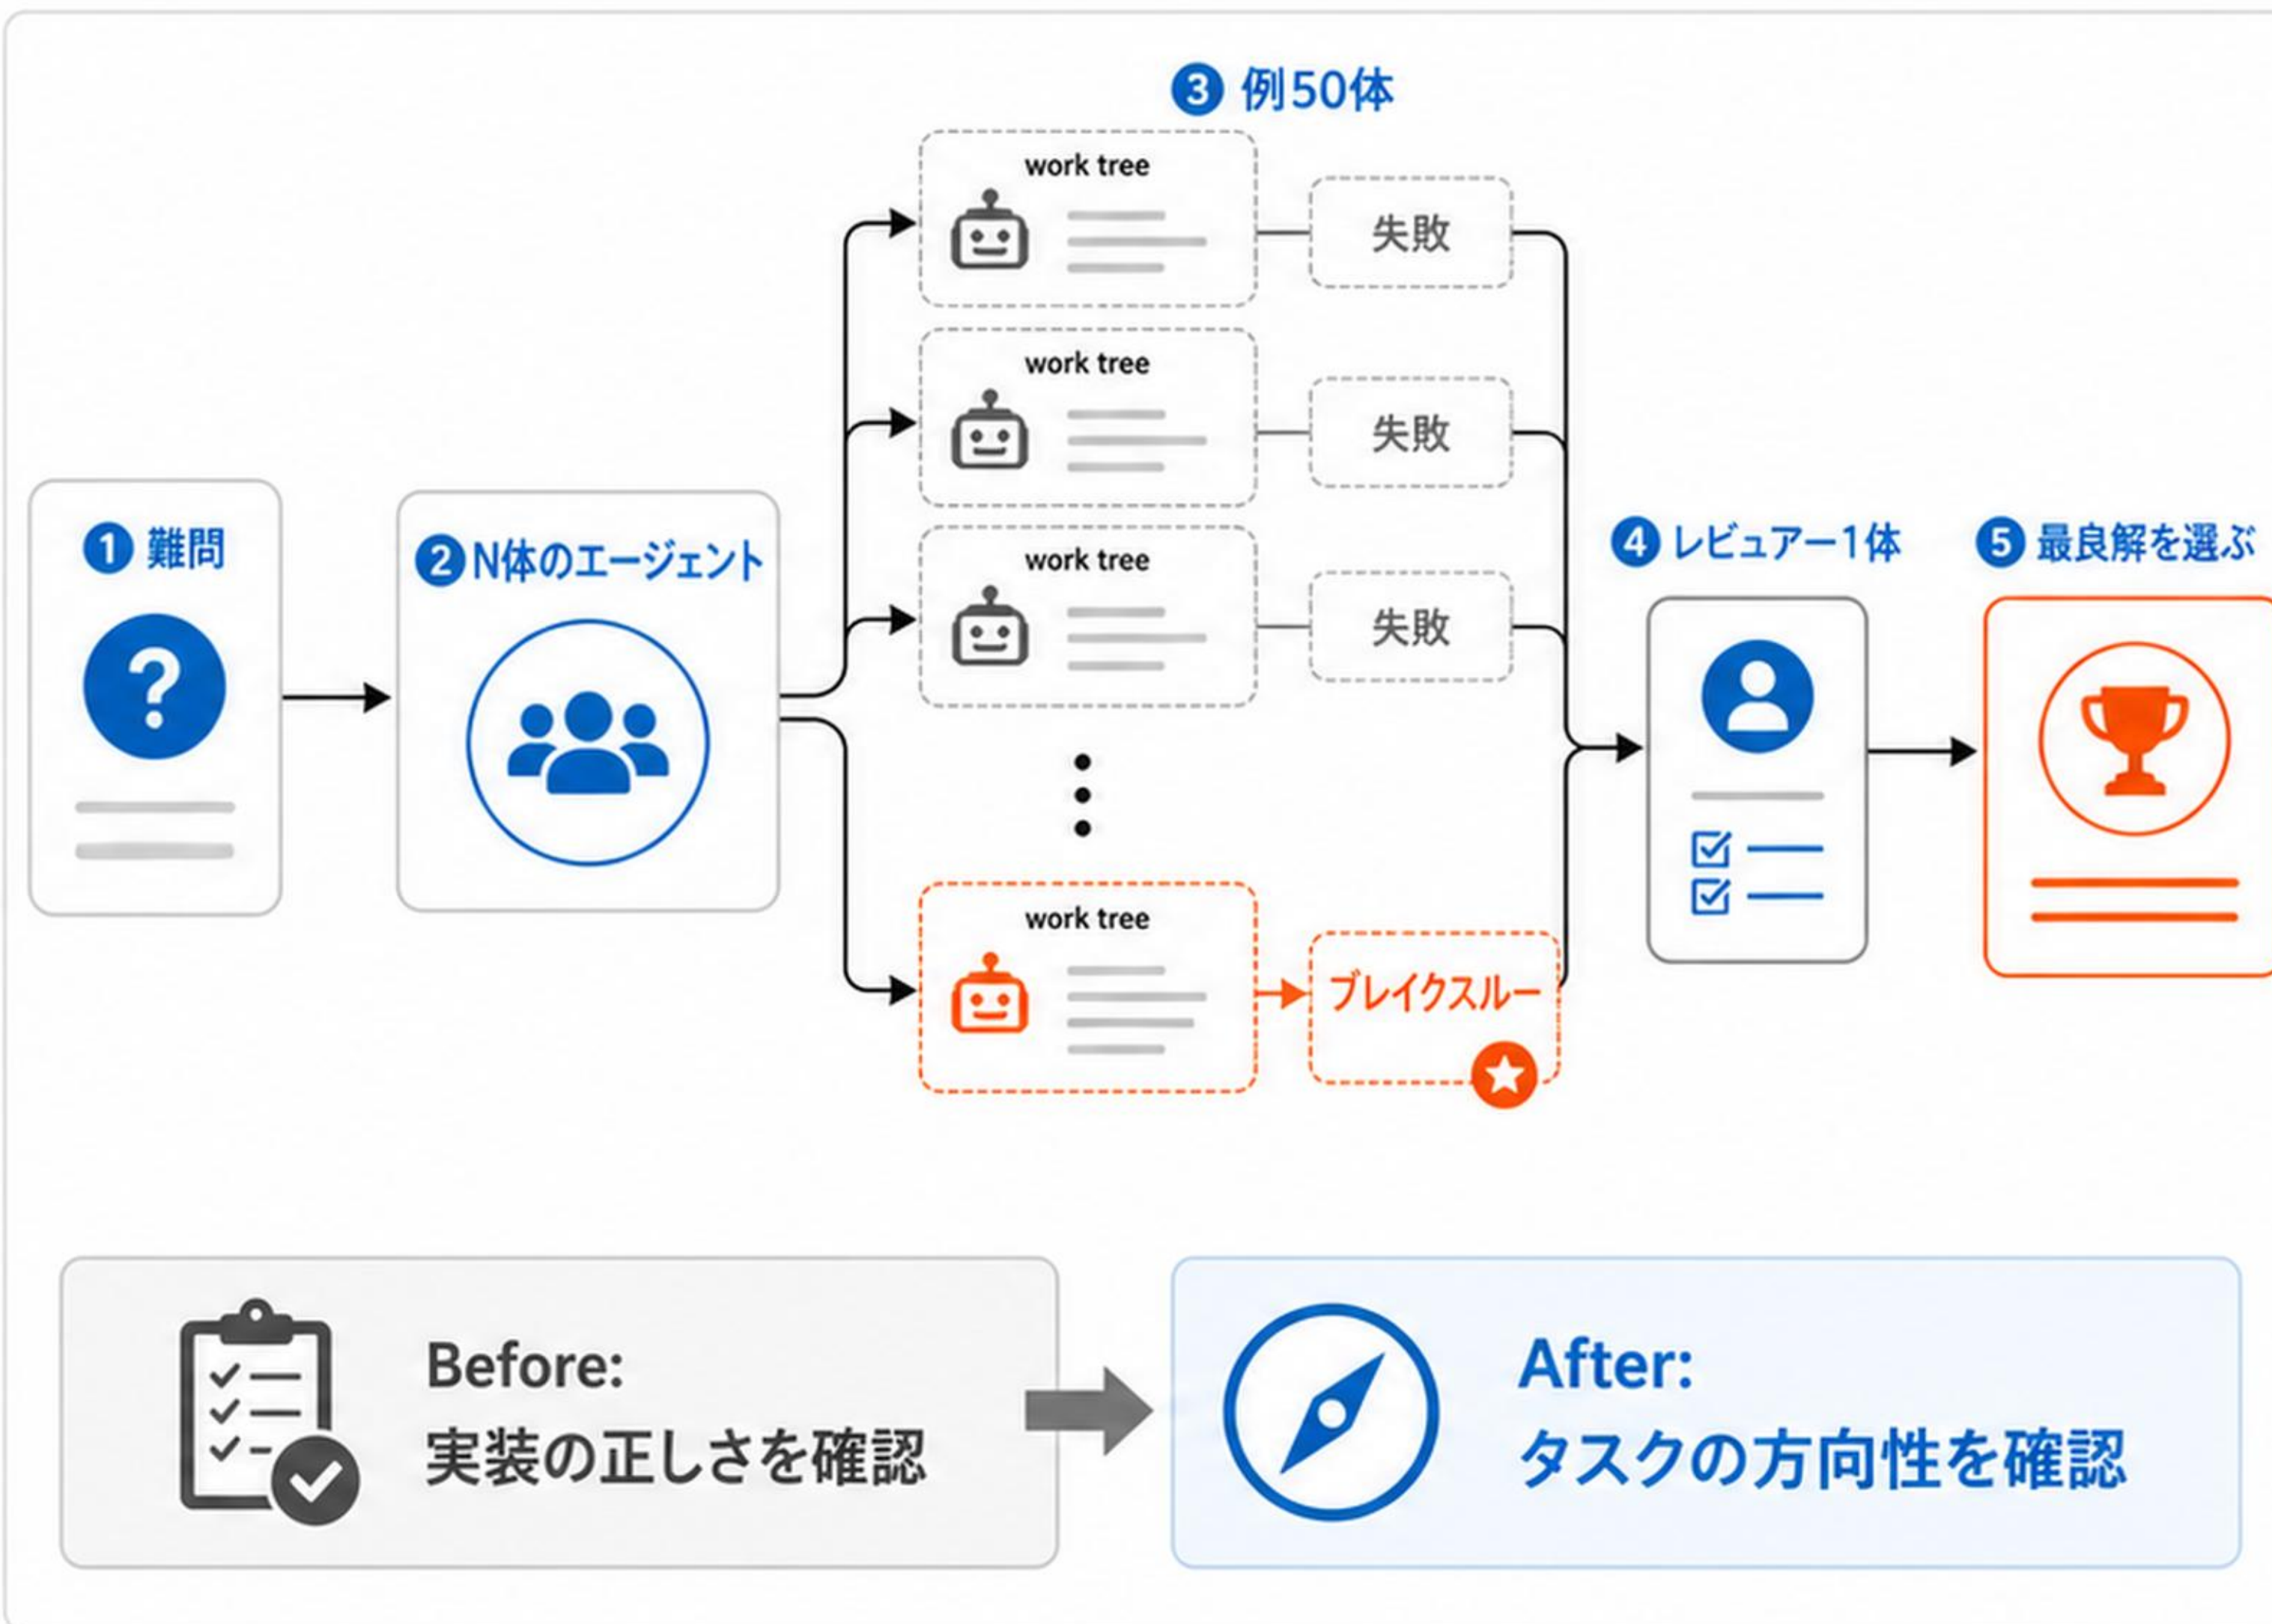 3 例50体
work tree
失敗
work tree
失敗
work tree
失敗
1 難問
2 N体のエージェント
4 レビュアー1体
5 最良解を選ぶ
work tree
ブレイクスルー
Before:
実装の正しさを確認
After:
タスクの方向性を確認